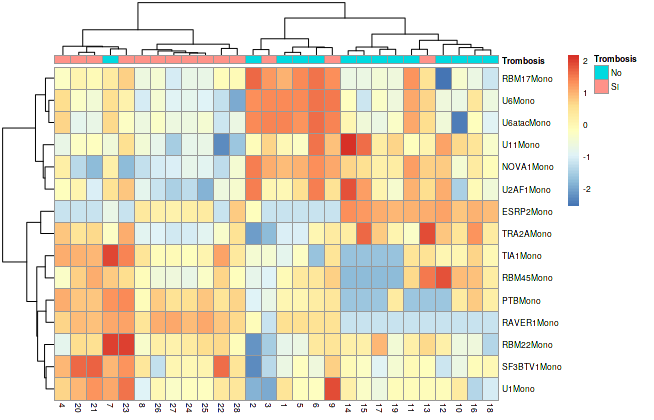 Trombosis
Trombosis
No
SI
2
1
0
-1
-2
RBM17Mono
U6Mono
U6atacMono
U11Mono
NOVA1Mono
U2AF1Mono
ESRP2Mono
TRA2AMono
TIA1Mono
RBM45Mono
PTBMono
RAVER1Mono
RBM22Mono
SF3BTV1Mono
U1Mono
4 20 21 7 23 8 26 27 24 25 22 28 2 3 1 5 6 9 14 15 17 19 11 13 12 10 16 18